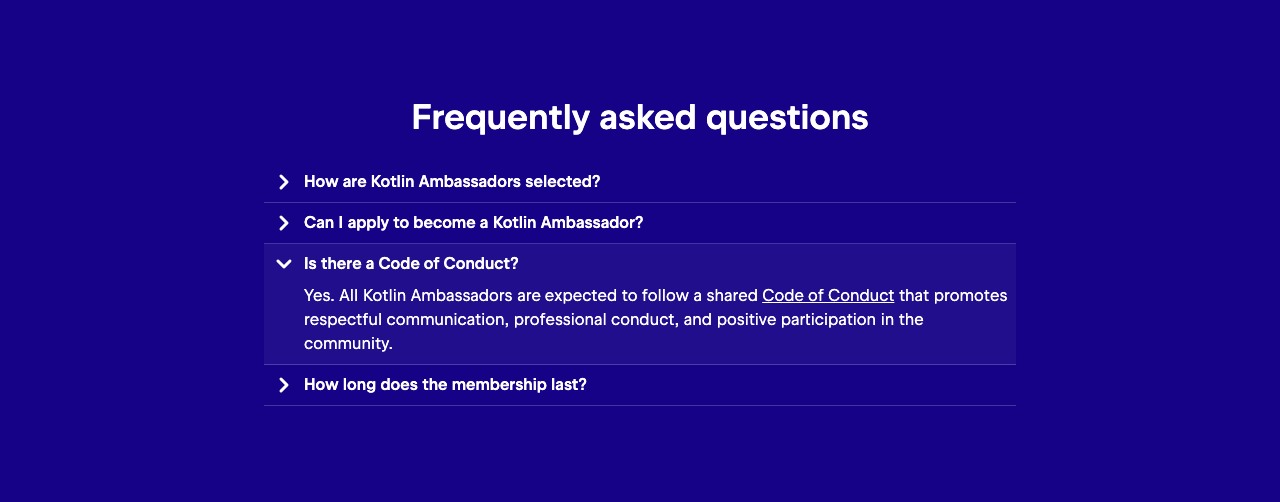 Frequently asked questions
How are Kotlin Ambassadors selected?
Can I apply to become a Kotlin Ambassador?
Is there a Code of Conduct?
Yes. All Kotlin Ambassadors are expected to follow a shared Code of Conduct that promotes
respectful communication, professional conduct, and positive participation in the
community.
How long does the membership last?